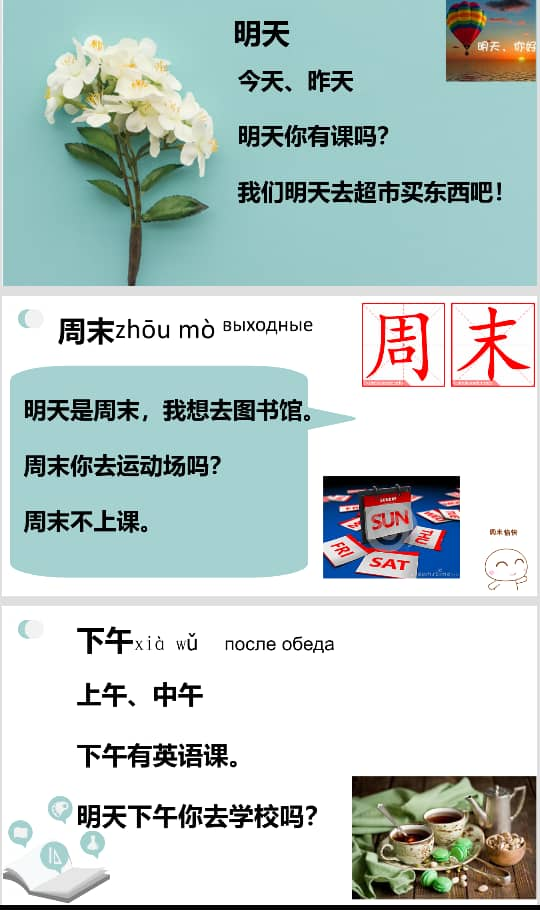 明天
明天、你好
今天、昨天
明天你有课吗？
我们明天去超市买东西吧！
周末zhōu mò выходные
周末
明天是周末，我想去图书馆。
周末你去运动场吗？
周末不上课。
SUNDAY
SUN
FRI
THU
SAT
周末愉快
下午xià wǔ после обеда
上午、中午
下午有英语课。
明天下午你去学校吗？